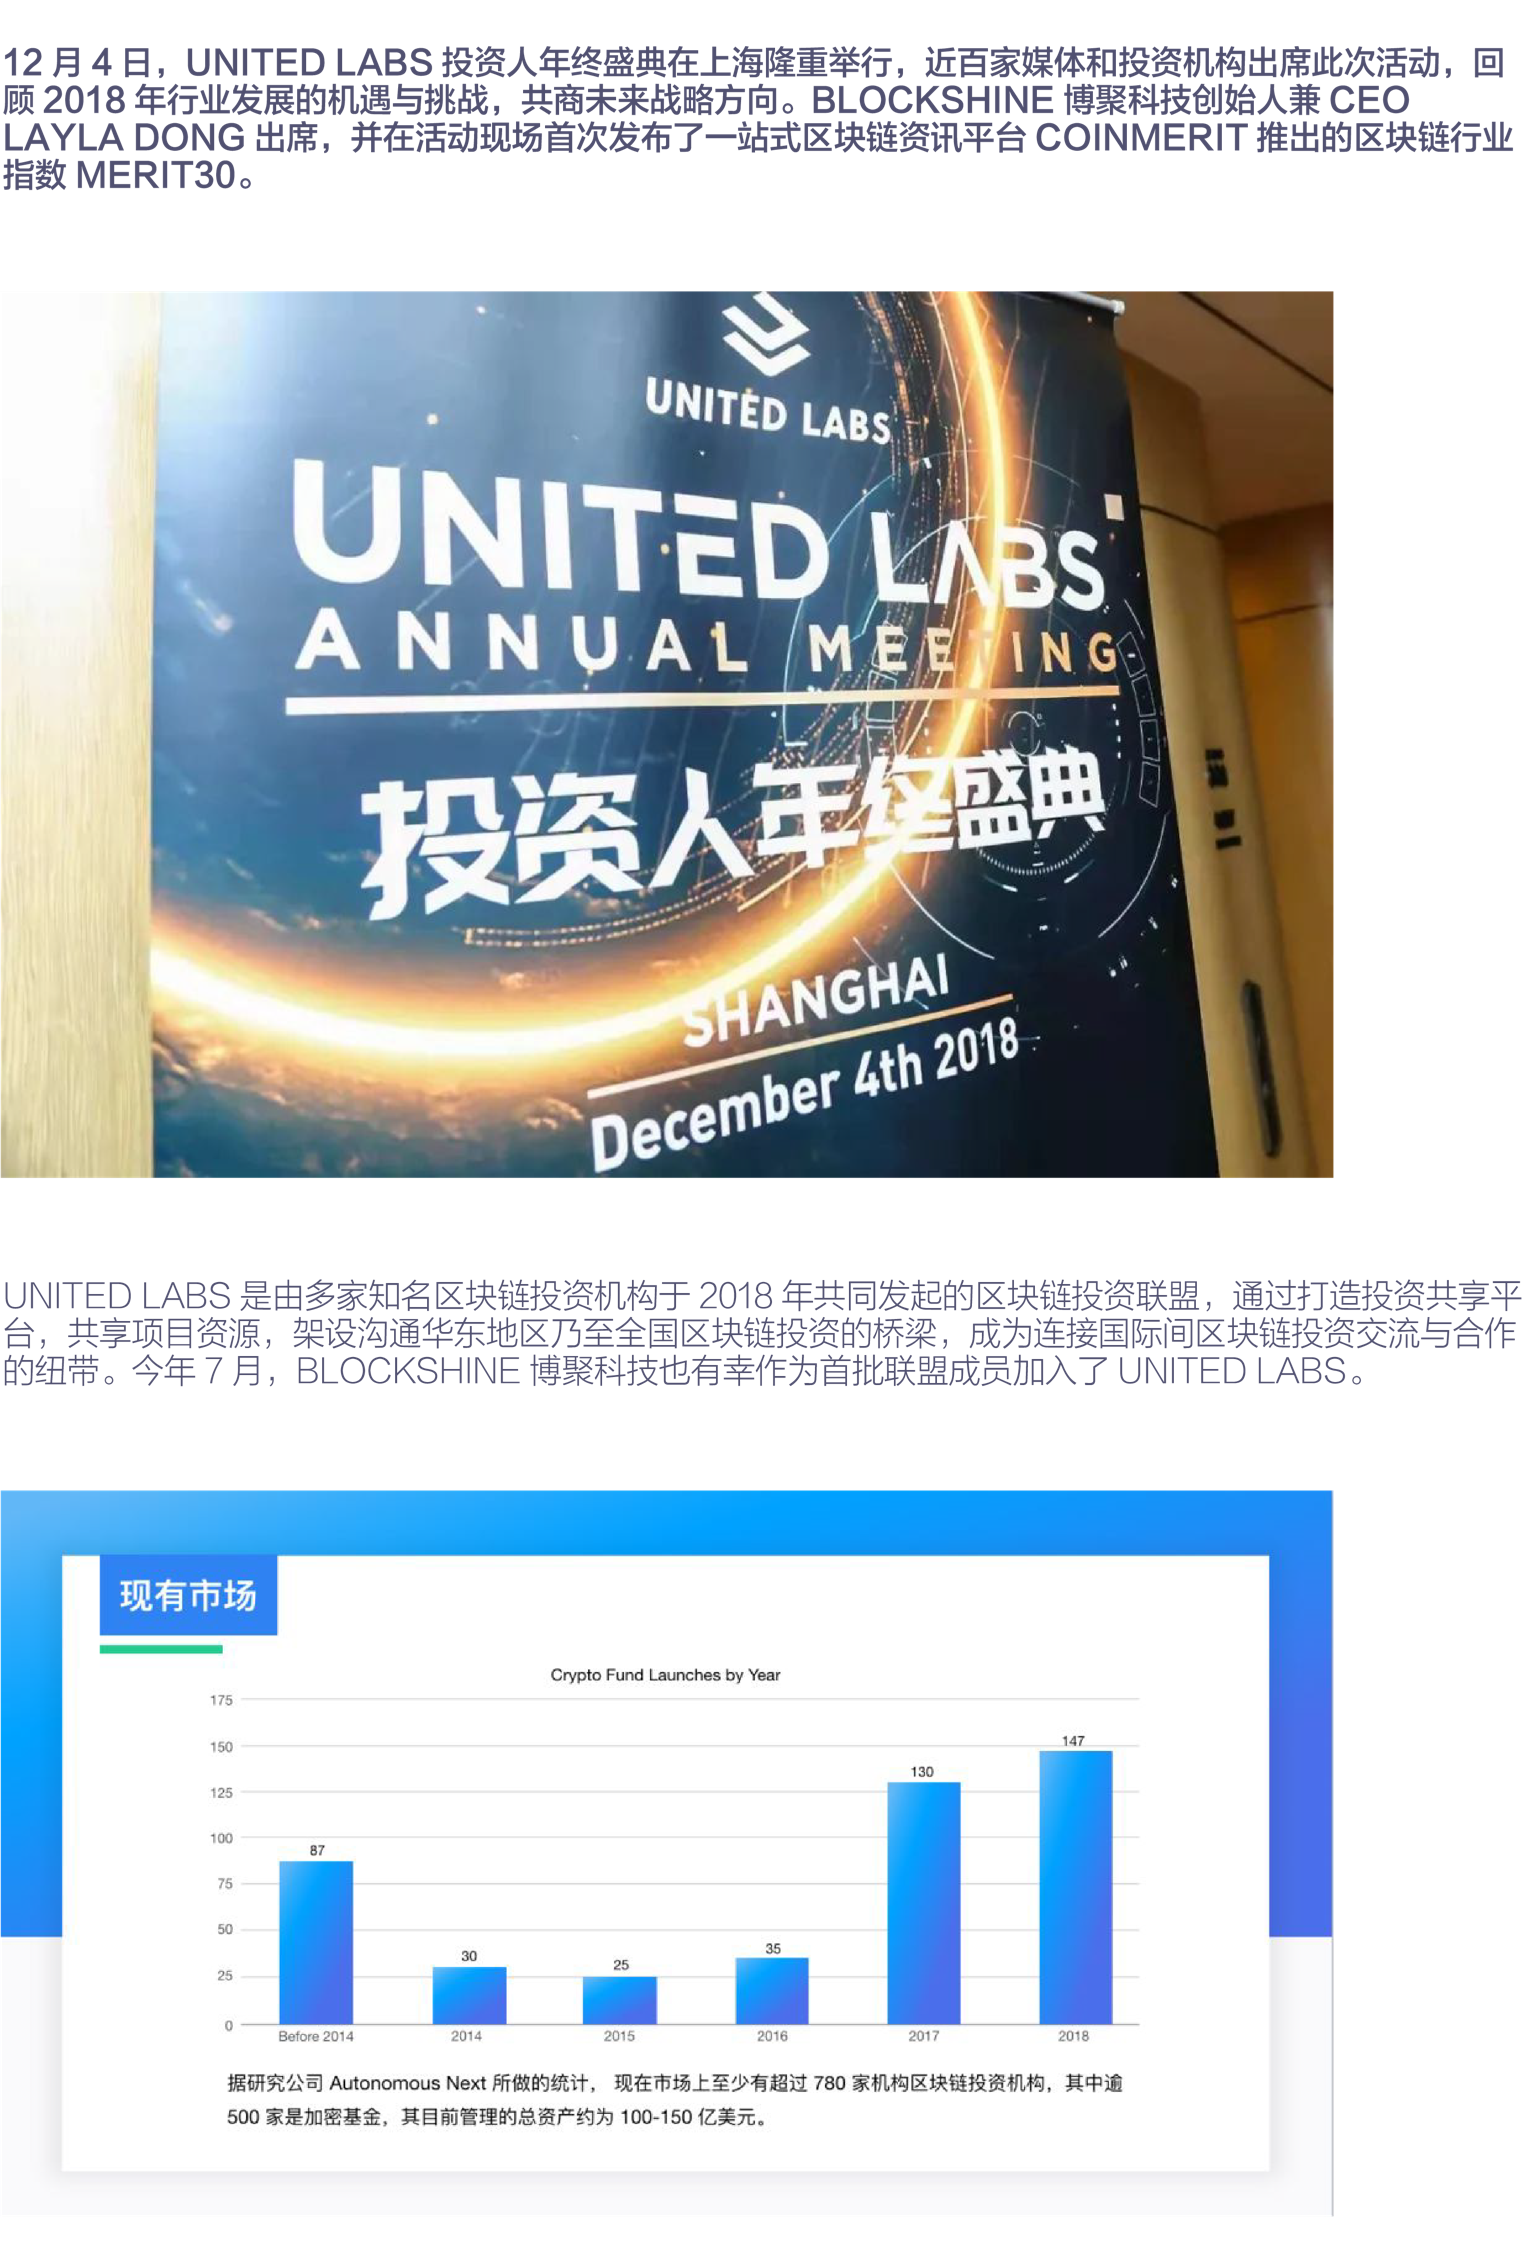 12 月 4 日，UNITED LABS 投资人年终盛典在上海隆重举行，近百家媒体和投资机构出席此次活动，回
顾 2018 年行业发展的机遇与挑战，共商未来战略方向。BLOCKSHINE 博聚科技创始人兼 CEO
LAYLA DONG 出席，并在活动现场首次发布了一站式区块链资讯平台 COINMERIT 推出的区块链行业
指数 MERIT30。
UNITED LABS
UNITED LABS
ANNUAL MEETING
投资人年终盛典
SHANGHAI
December 4th 2018
UNITED LABS 是由多家知名区块链投资机构于 2018 年共同发起的区块链投资联盟，通过打造投资共享平
台，共享项目资源，架设沟通华东地区乃至全国区块链投资的桥梁，成为连接国际间区块链投资交流与合作
的纽带。今年 7 月，BLOCKSHINE 博聚科技也有幸作为首批联盟成员加入了 UNITED LABS。
现有市场
Crypto Fund Launches by Year
175
150
125
100
75
50
25
0
87
30
25
35
130
147
Before 2014
2014
2015
2016
2017
2018
据研究公司 Autonomous Next 所做的统计， 现在市场上至少有超过 780 家机构区块链投资机构，其中逾
500 家是加密基金，其目前管理的总资产约为 100-150 亿美元。